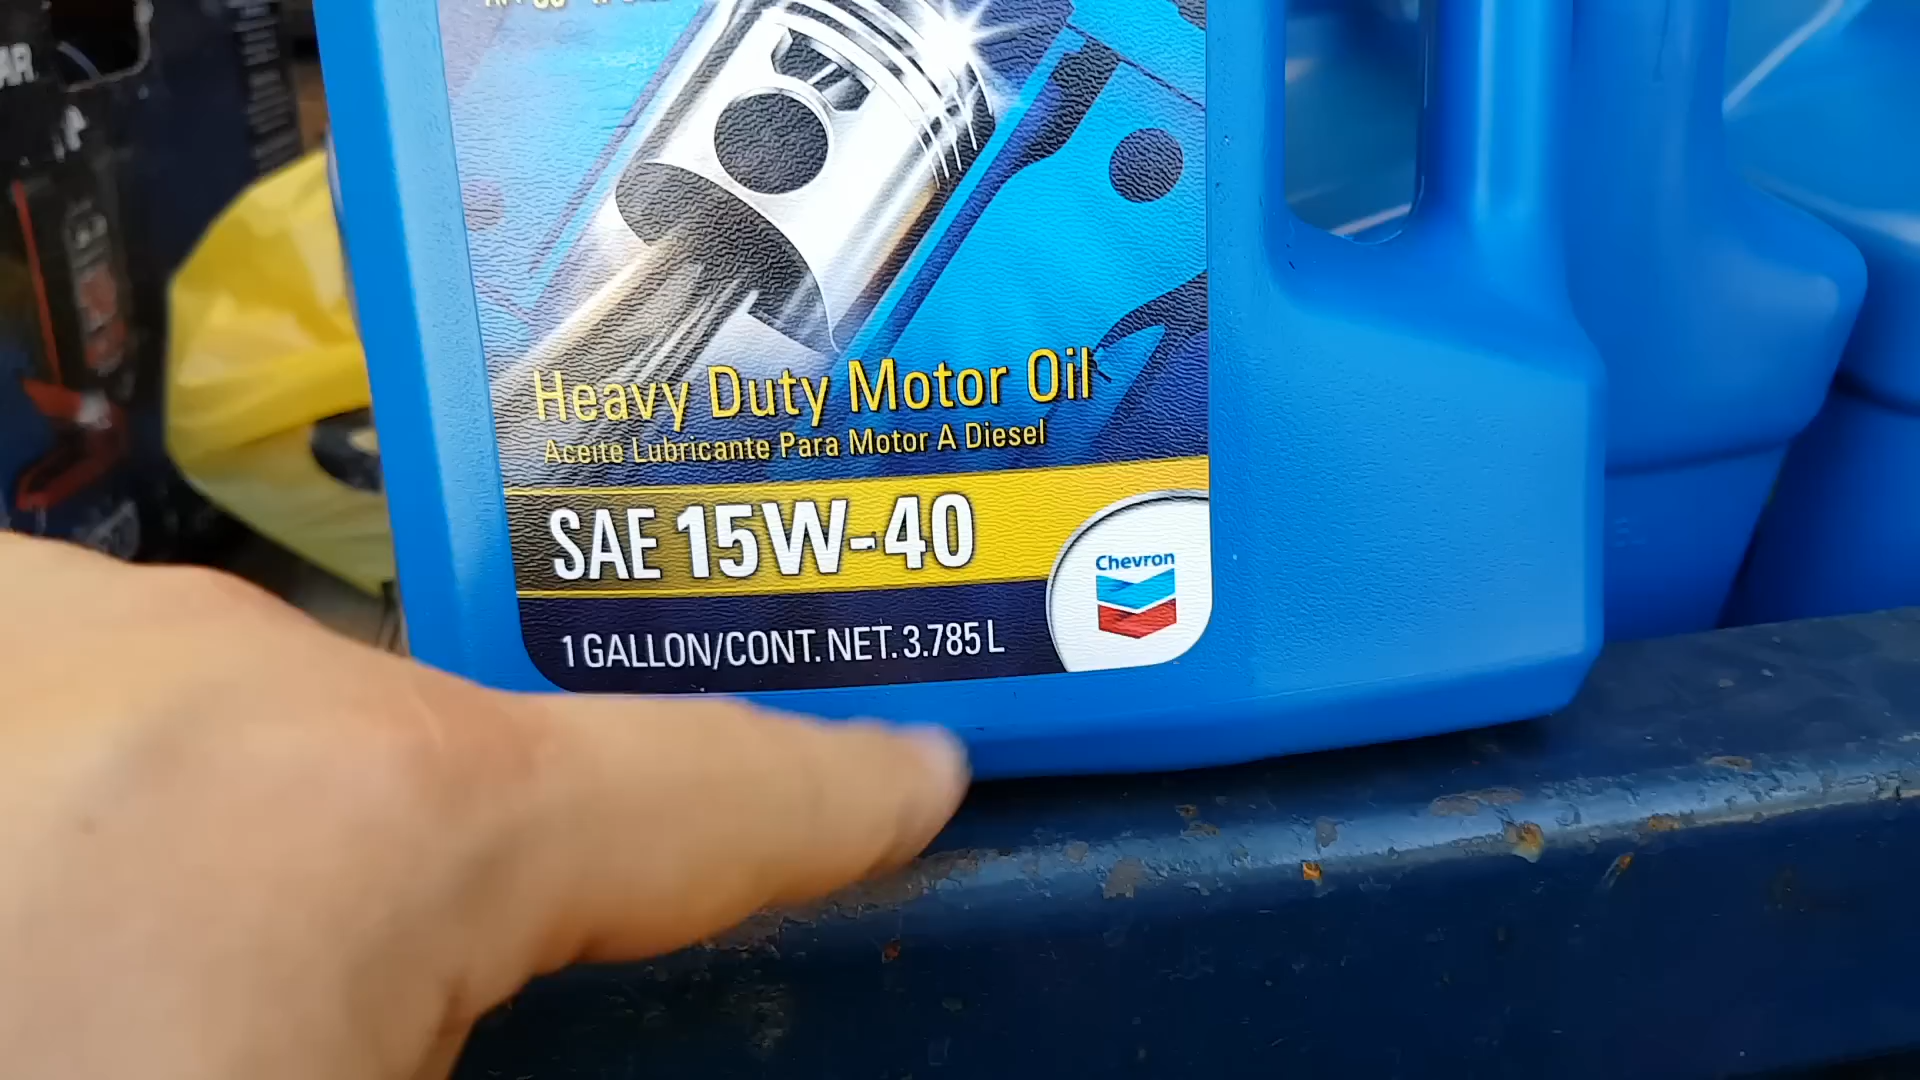 AR
Heavy Duty Motor Oil
Aceite Lubricante Para Motor A Diesel
SAE 15W-40
Chevron
1 GALLON/CONT. NET. 3.785 L